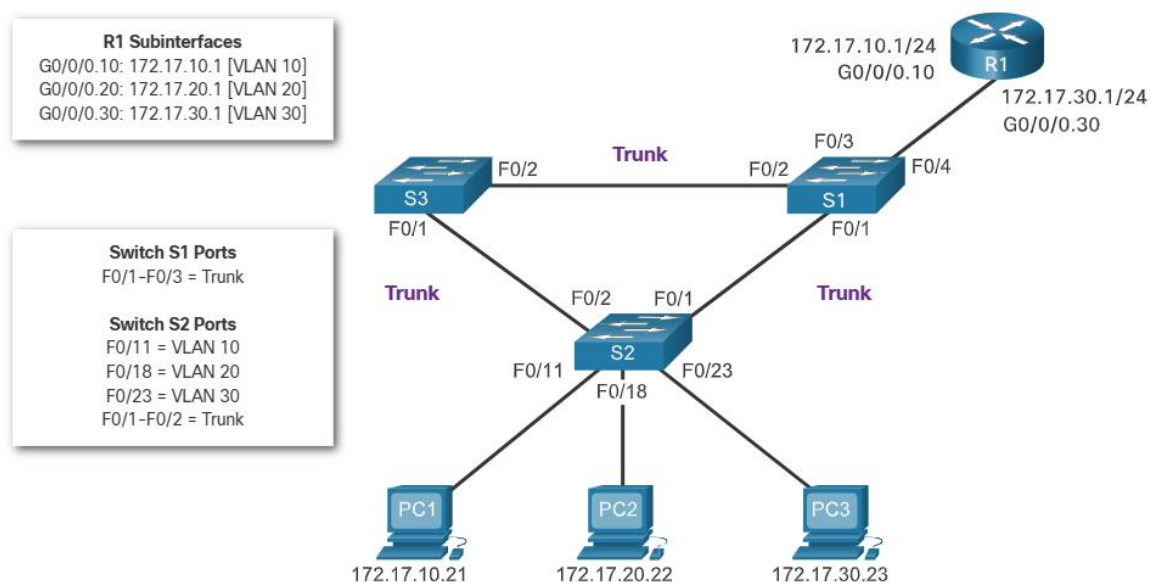 R1 Subinterfaces
G0/0/0.10: 172.17.10.1 [VLAN 10]
G0/0/0.20: 172.17.20.1 [VLAN 20]
G0/0/0.30: 172.17.30.1 [VLAN 30]
172.17.10.1/24
G0/0/0.10
R1
172.17.30.1/24
G0/0/0.30
Trunk
F0/3
F0/2
F0/2
F0/4
S3
S1
F0/1
F0/1
Switch S1 Ports
F0/1-F0/3 = Trunk
Switch S2 Ports
F0/11 = VLAN 10
F0/18 = VLAN 20
F0/23 = VLAN 30
F0/1-F0/2 = Trunk
Trunk
Trunk
F0/2
F0/1
S2
F0/11
F0/18
F0/23
PC1
PC2
PC3
172.17.10.21
172.17.20.22
172.17.30.23